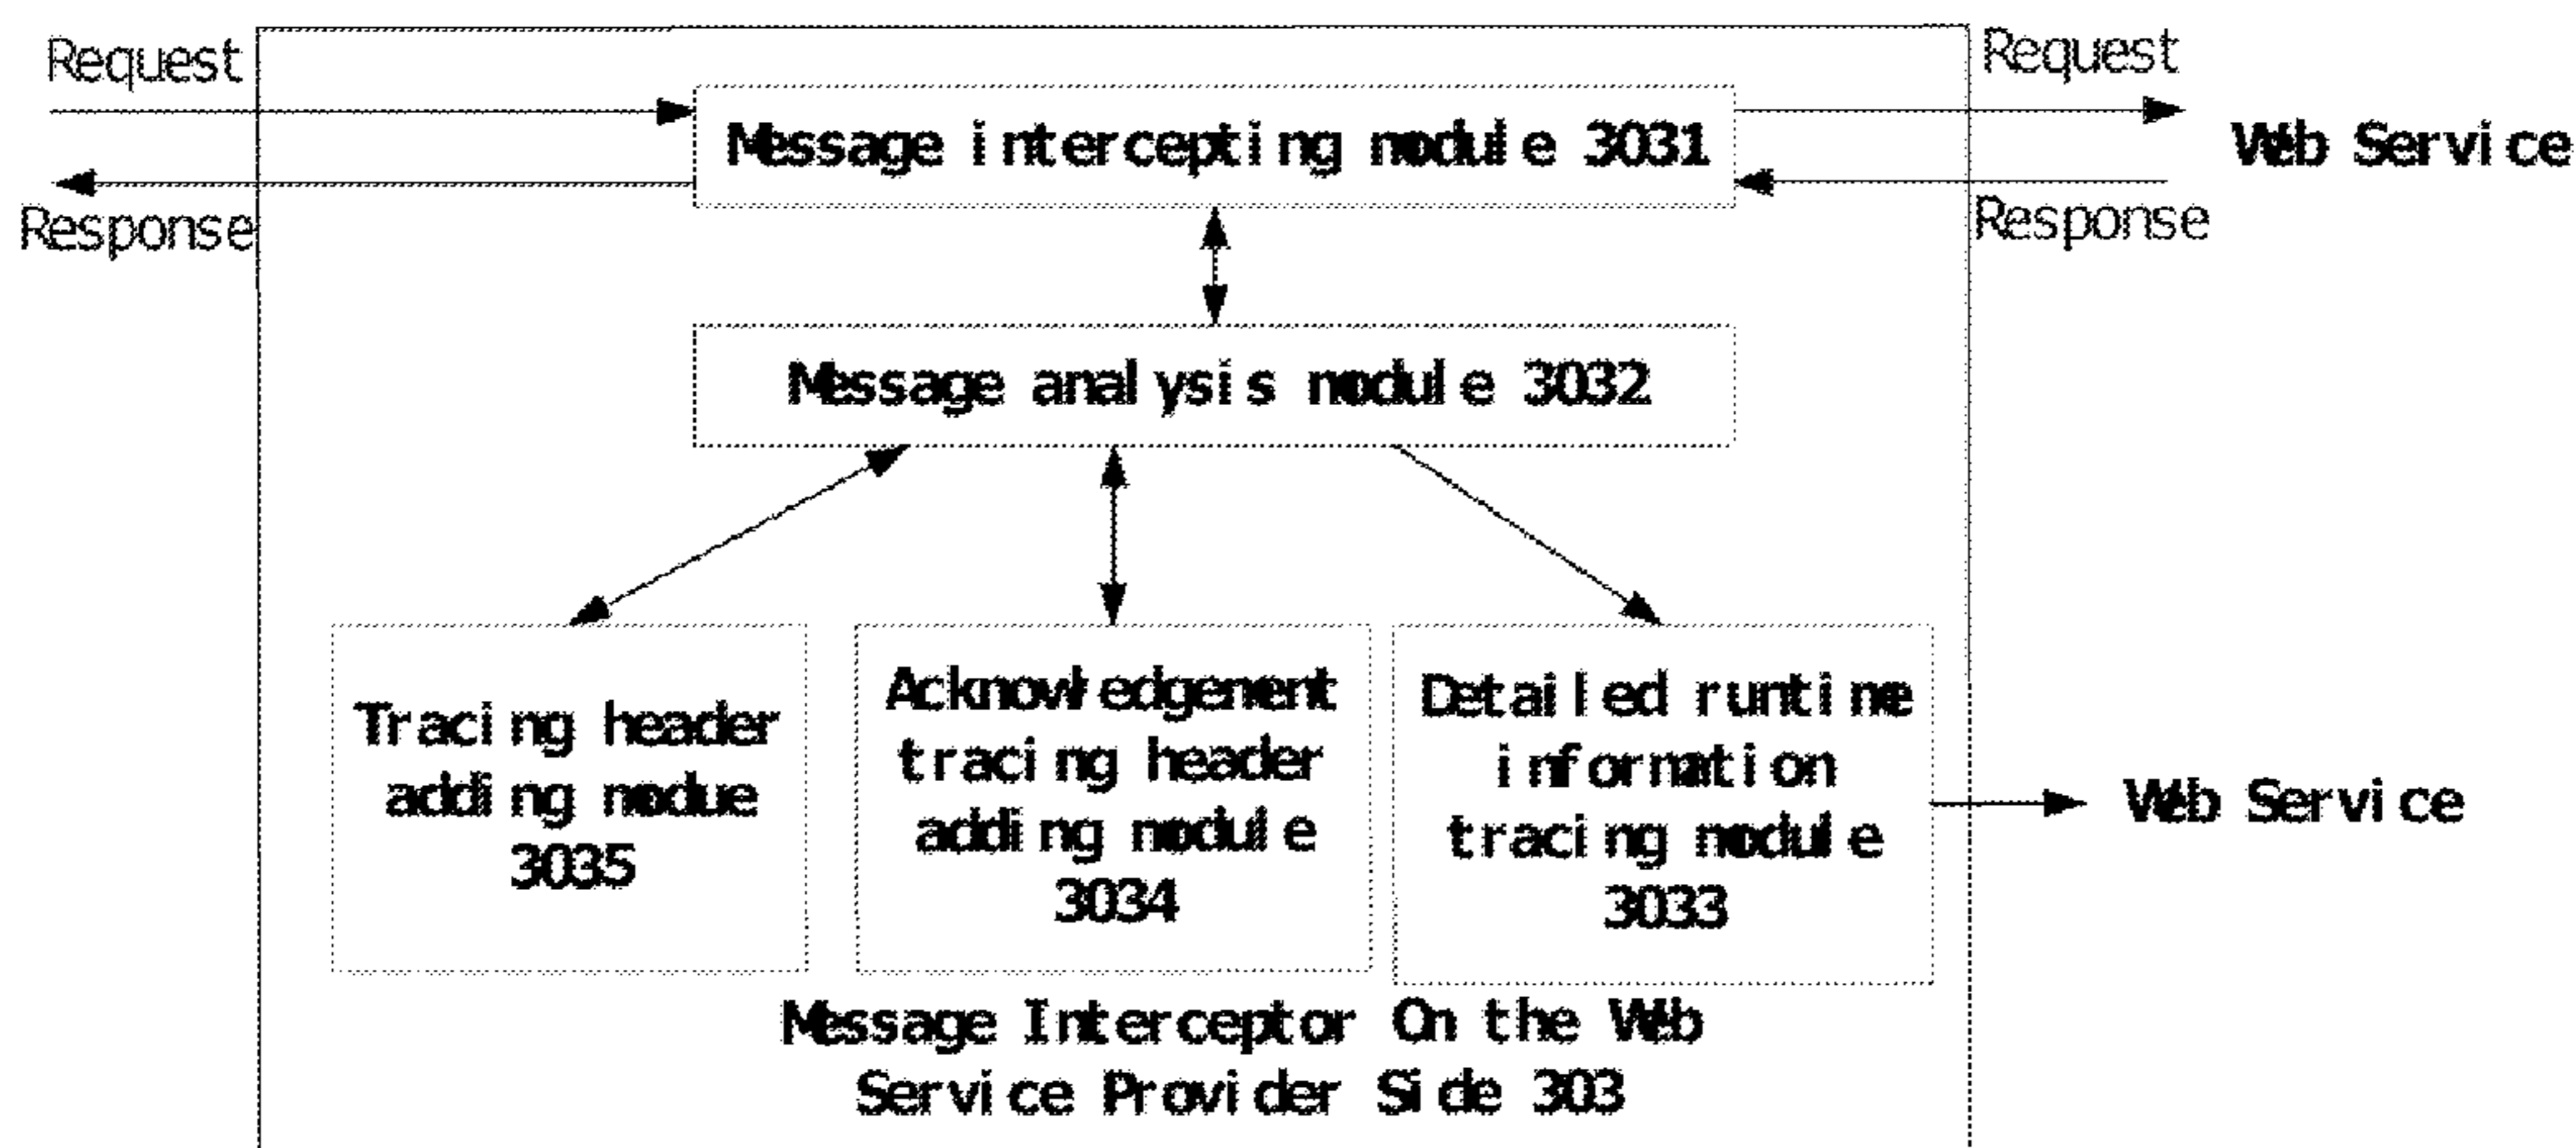 Request
Request
Message intercepting module 3031
Web Service
Response
Response
Message analysis module 3032
Tracing header
adding modue
3035
Acknowledgement
tracing header
adding module
3034
Detailed runtime
information
tracing module
3033
Web Service
Message Interceptor On the Web
Service Provider Side 303